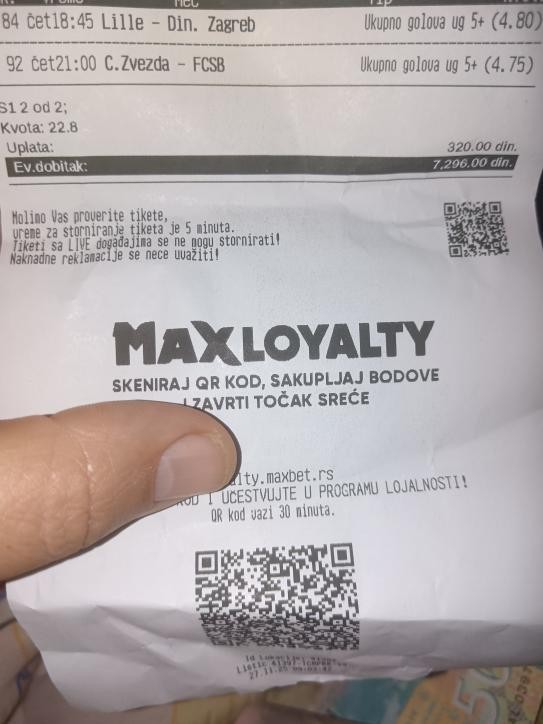 84 čet18:45 Lille – Din. Zagreb Ukupno golova ug 5+ (4.80)
92 čet21:00 C.Zvezda – FCSB Ukupno golova ug 5+ (4.75)
S1 2 od 2;
Kvota: 22.8
Uplata: 320.00 din.
Ev.dobitak: 7,296.00 din.
Molimo Vas proverite tikete,
vreme za storniranje tiketa je 5 minuta.
Tiketi sa LIVE događajima se ne mogu stornirati!
Naknadne reklamacije se nece uvažiti!
MAXLOYALTY
SKENIRAJ QR KOD, SAKUPLJAJ BODOVE
I ZAVRTI TOČAK SREĆE
lty.maxbet.rs
I UCESTVUJTE U PROGRAMU LOJALNOSTI!
QR kod vazi 30 minuta.